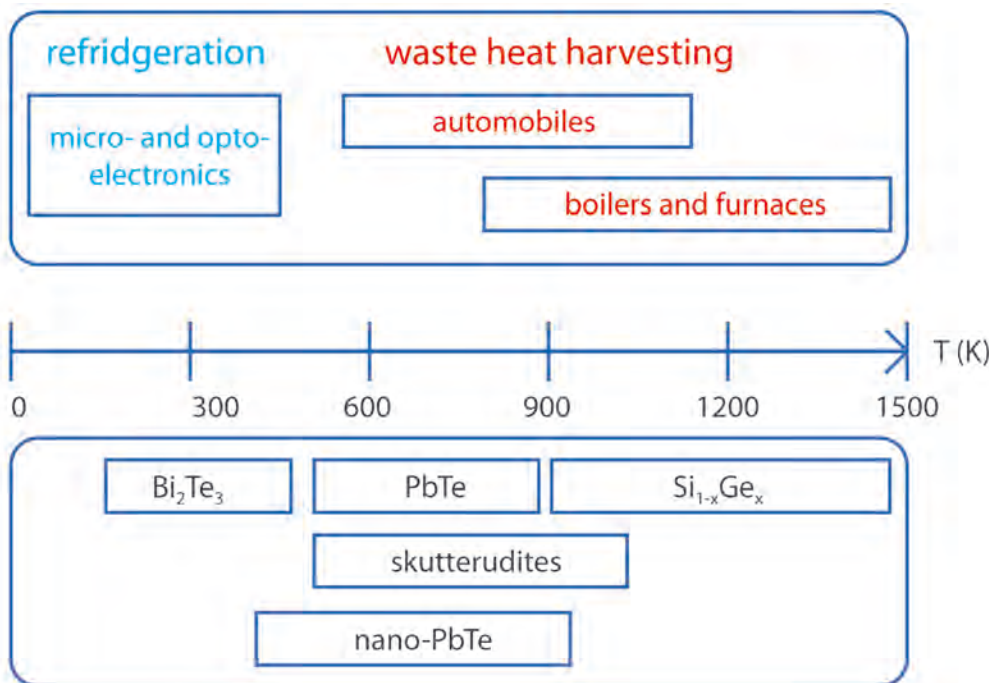 refridgeration
waste heat harvesting
micro- and opto-
electronics
automobiles
boilers and furnaces
T (K)
0 300 600 900 1200 1500
Bi₂Te₃
PbTe
Si₁₋ₓGeₓ
skutterudites
nano-PbTe